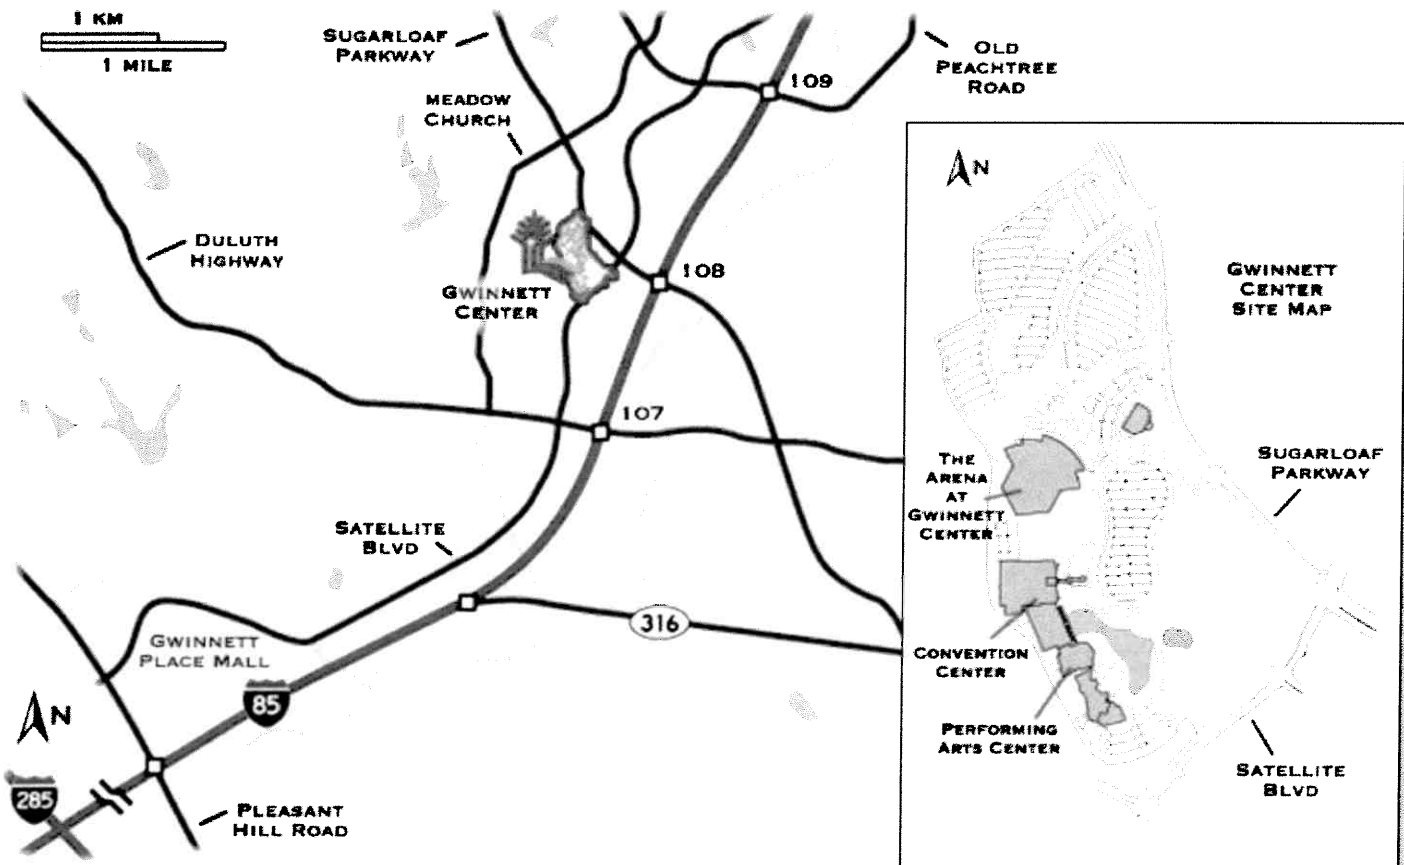 1 KM
1 MILE
SUGARLOAF
PARKWAY
OLD
PEACHTREE
ROAD
109
MEADOW
CHURCH
DULUTH
HIGHWAY
108
GWINNETT
CENTER
107
SATELLITE
BLVD
316
GWINNETT
PLACE MALL
85
N
285
PLEASANT
HILL ROAD
N
GWINNETT
CENTER
SITE MAP
THE
ARENA
AT
GWINNETT
CENTER
SUGARLOAF
PARKWAY
CONVENTION
CENTER
PERFORMING
ARTS CENTER
SATELLITE
BLVD